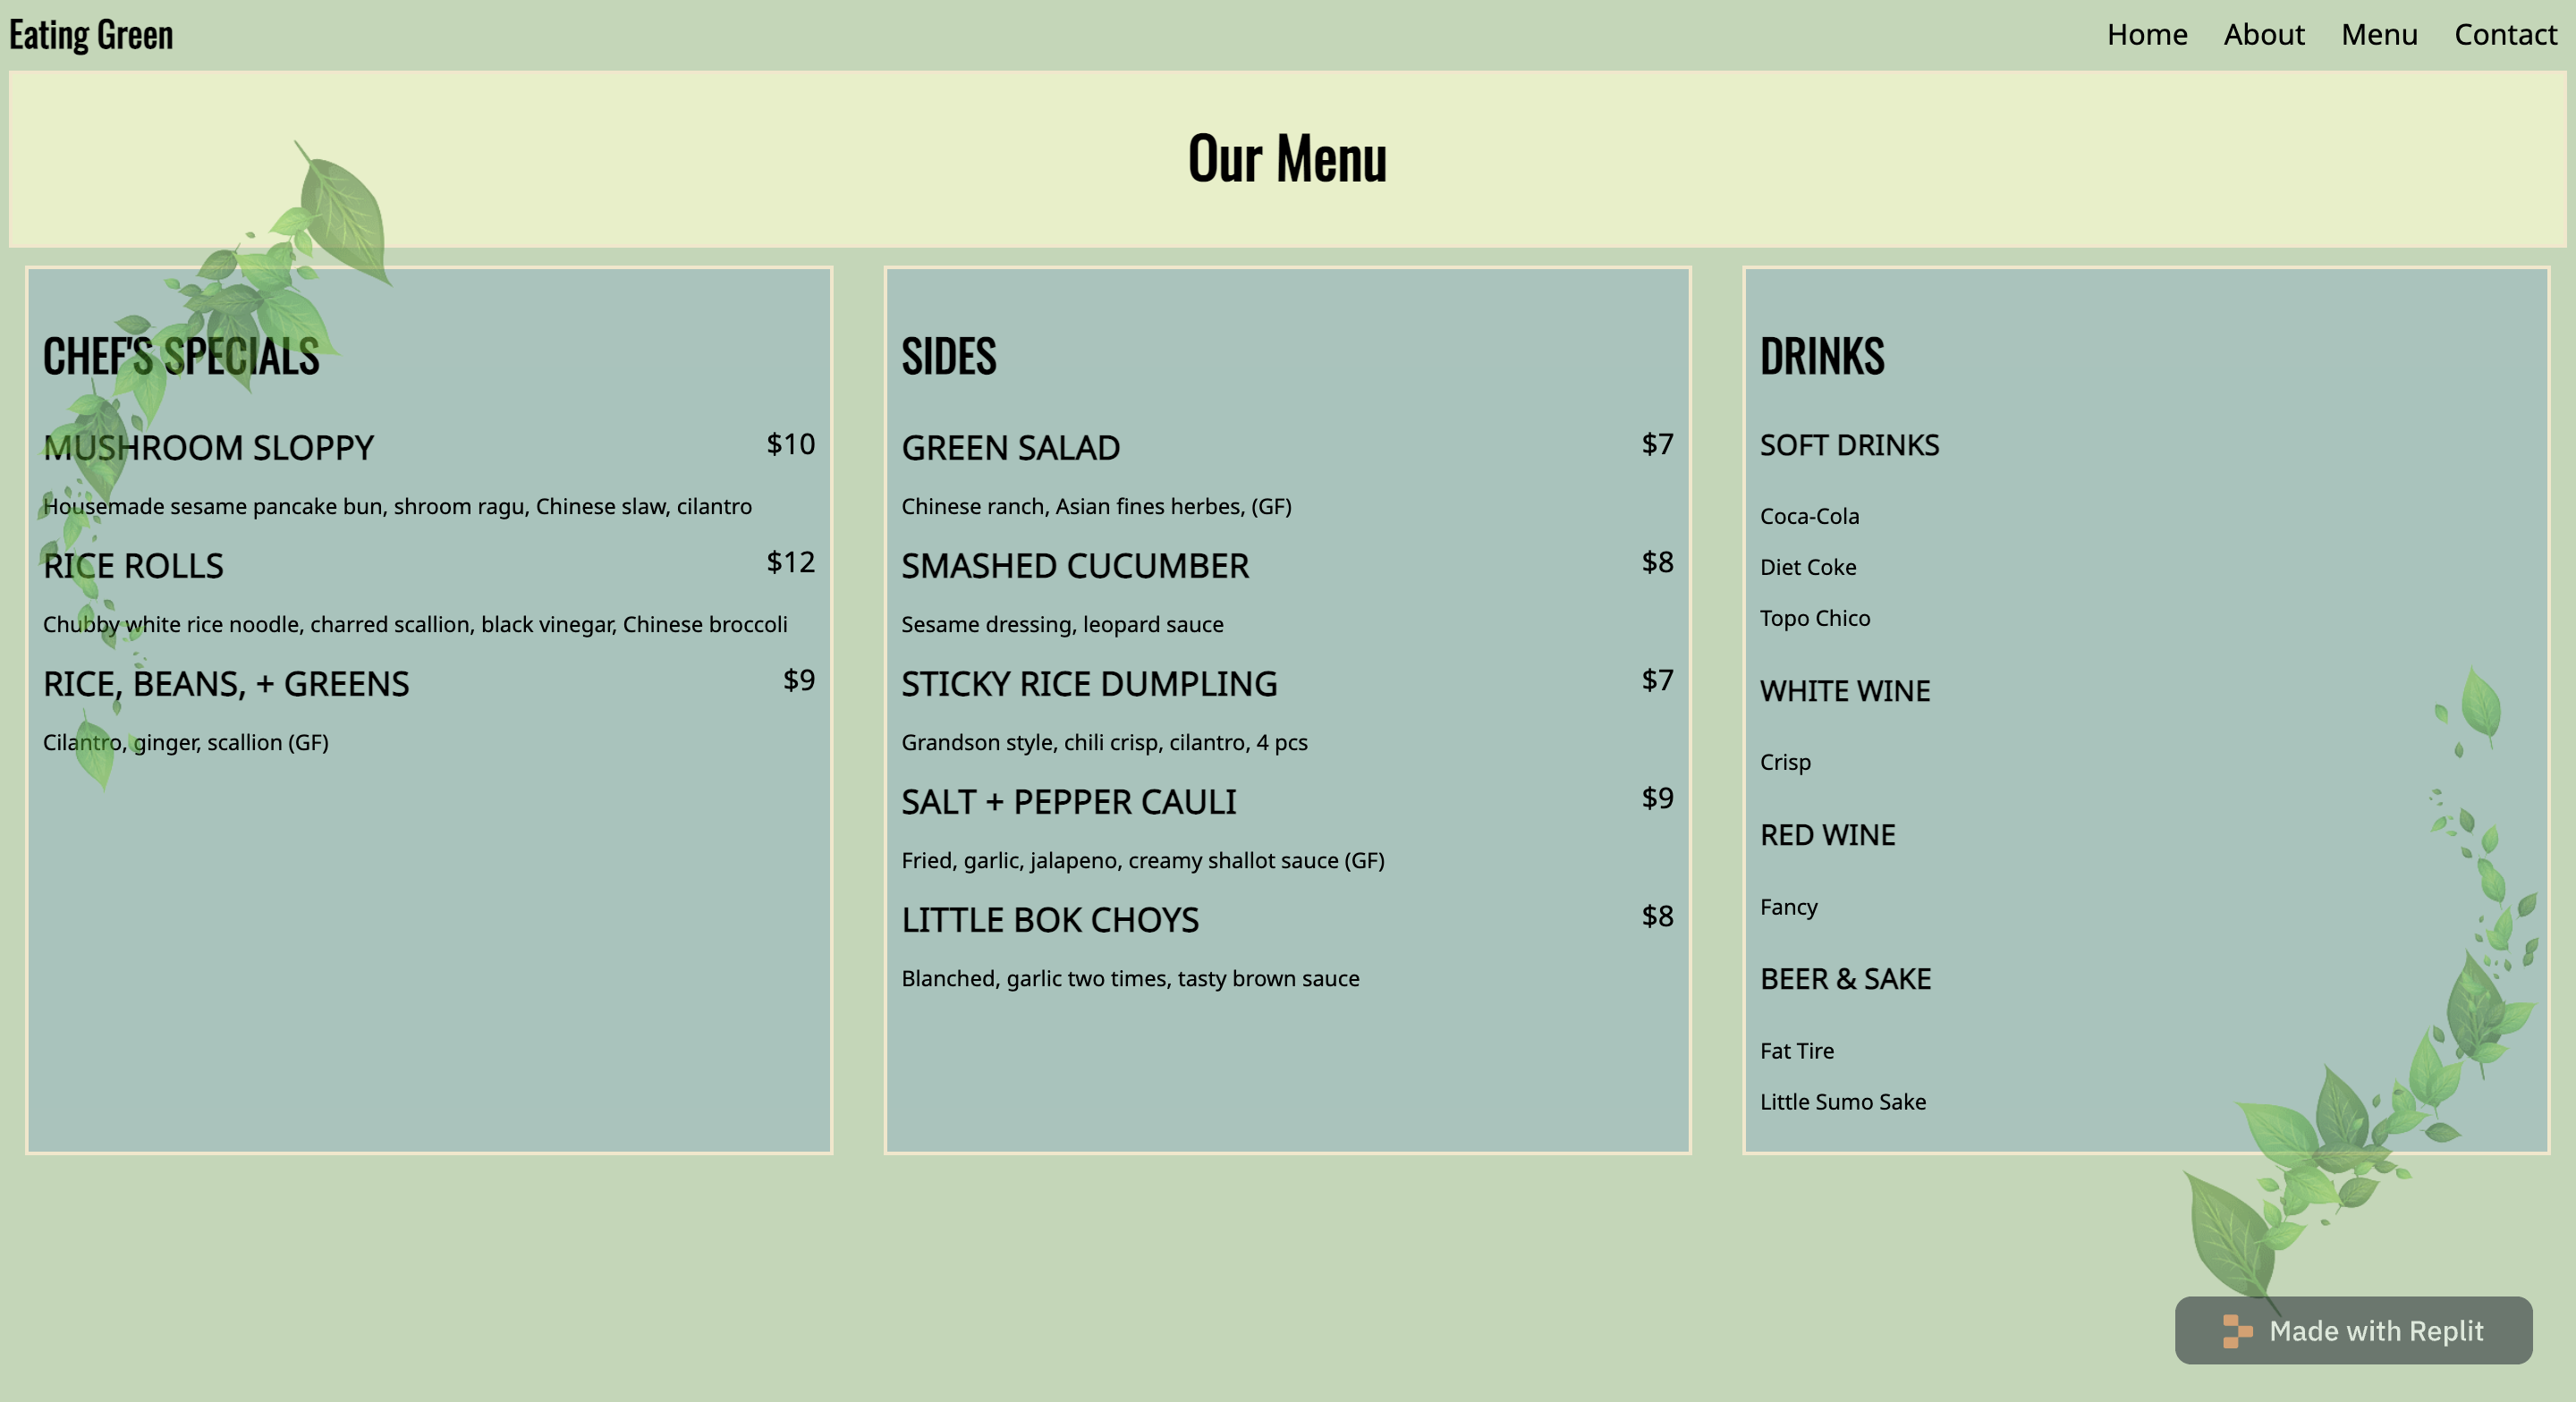 Eating Green
Home About Menu Contact
Our Menu
CHEF'S SPECIALS
MUSHROOM SLOPPY $10
Housemade sesame pancake bun, shroom ragu, Chinese slaw, cilantro
RICE ROLLS $12
Chubby white rice noodle, charred scallion, black vinegar, Chinese broccoli
RICE, BEANS, + GREENS $9
Cilantro, ginger, scallion (GF)
SIDES
GREEN SALAD $7
Chinese ranch, Asian fines herbes, (GF)
SMASHED CUCUMBER $8
Sesame dressing, leopard sauce
STICKY RICE DUMPLING $7
Grandson style, chili crisp, cilantro, 4 pcs
SALT + PEPPER CAULI $9
Fried, garlic, jalapeno, creamy shallot sauce (GF)
LITTLE BOK CHOYS $8
Blanched, garlic two times, tasty brown sauce
DRINKS
SOFT DRINKS
Coca-Cola
Diet Coke
Topo Chico
WHITE WINE
Crisp
RED WINE
Fancy
BEER & SAKE
Fat Tire
Little Sumo Sake
Made with Replit